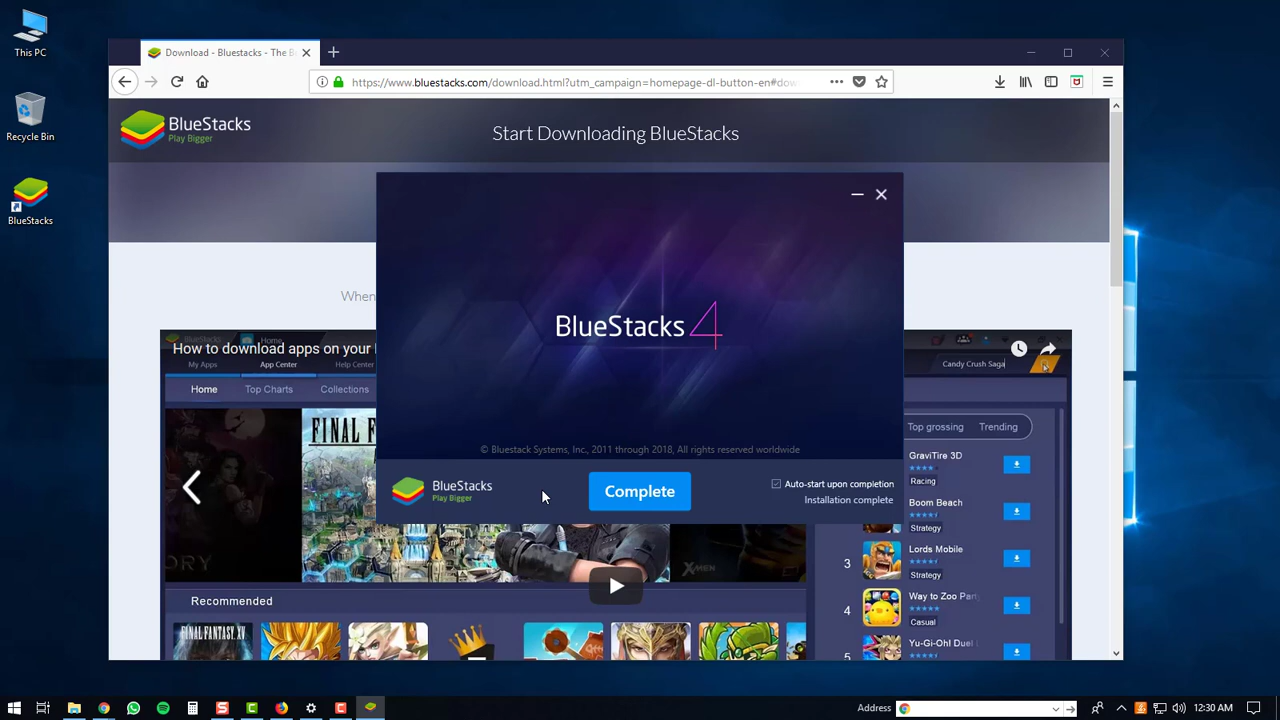 This PC
Recycle Bin
BlueStacks
Download - Bluestacks - The Be
https://www.bluestacks.com/download.html?utm_campaign=homepage-dl-button-en#dow
BlueStacks
Play Bigger
Start Downloading BlueStacks
When
How to download apps on your
Home
My Apps
App Center
Help Center
Home
Top Charts
Collections
FINAL F
BlueStacks 4
© Bluestack Systems, Inc., 2011 through 2018, All rights reserved worldwide
BlueStacks
Play Bigger
Complete
Auto-start upon completion
Installation complete
Candy Crush Saga
Top grossing
Trending
GraviTire 3D
Racing
Boom Beach
Strategy
3
Lords Mobile
Strategy
4
Way to Zoo Par
Casual
5
Yu-Gi-Oh! Duel
X-MEN
Recommended
FINAL FANTASY XV
Address
12:30 AM